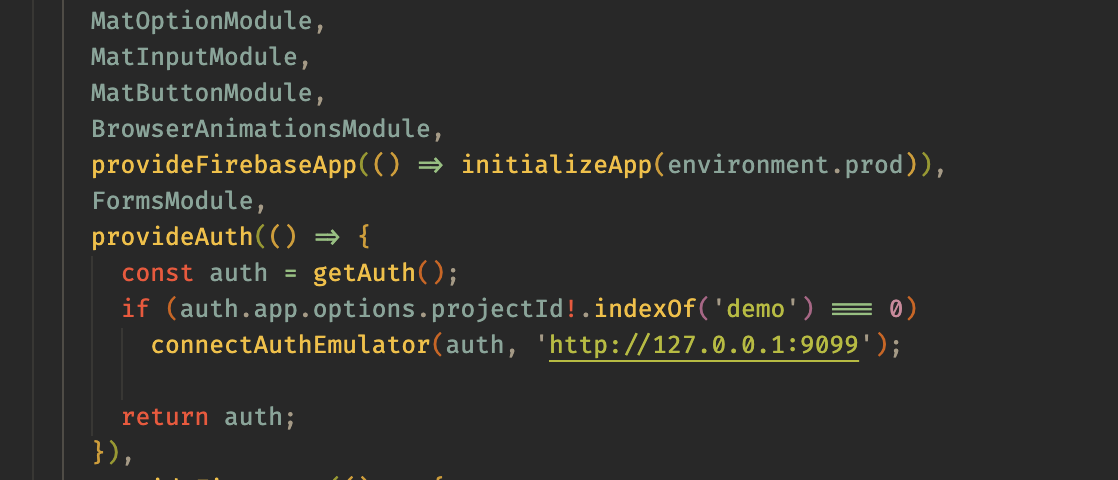 MatOptionModule,
MatInputModule,
MatButtonModule,
BrowserAnimationsModule,
provideFirebaseApp(() => initializeApp(environment.prod)),
FormsModule,
provideAuth(() => {
const auth = getAuth();
if (auth.app.options.projectId!.indexOf('demo') === 0)
connectAuthEmulator(auth, 'http://127.0.0.1:9099');
return auth;
}),